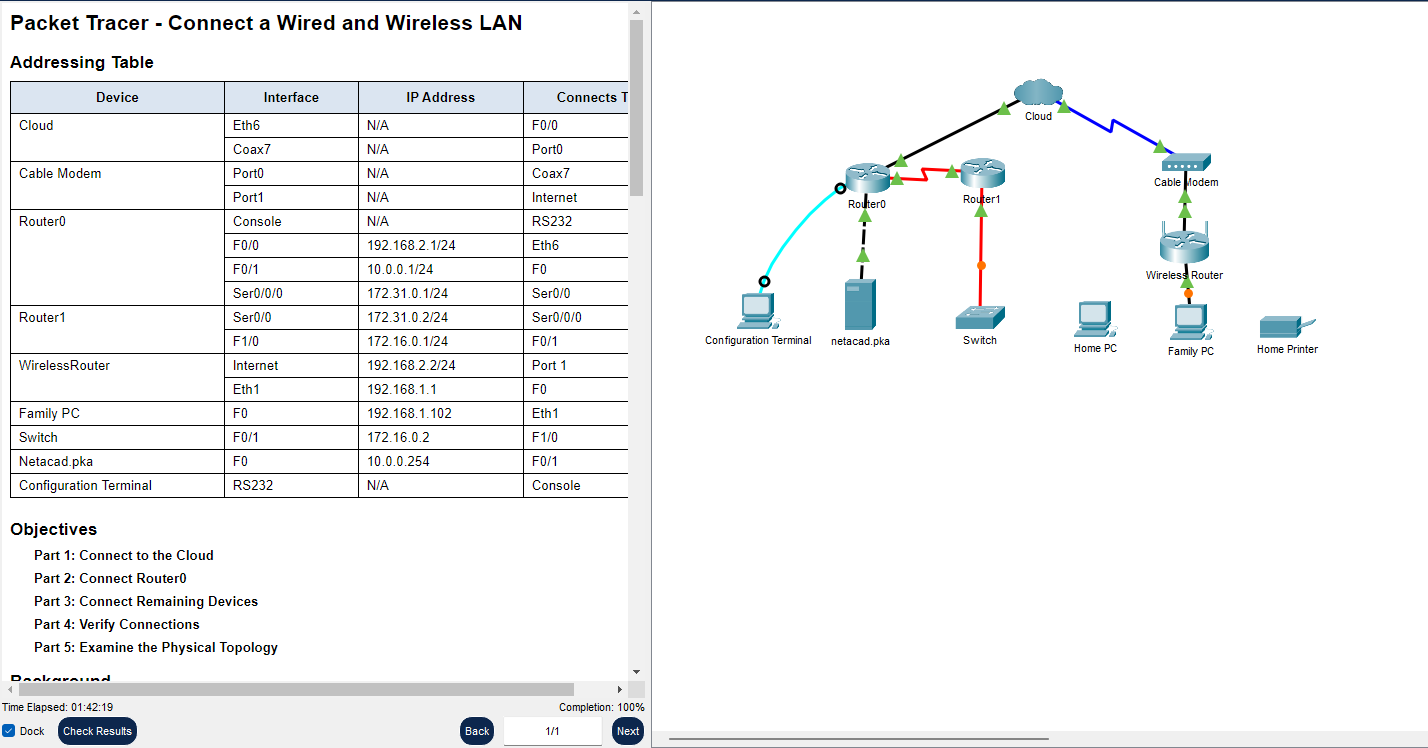 Packet Tracer - Connect a Wired and Wireless LAN
Addressing Table
Device Interface IP Address Connects T
Cloud Eth6 N/A F0/0
Coax7 N/A Port0
Cable Modem Port0 N/A Coax7
Port1 N/A Internet
Router0 Console N/A RS232
F0/0 192.168.2.1/24 Eth6
F0/1 10.0.0.1/24 F0
Ser0/0/0 172.31.0.1/24 Ser0/0
Router1 Ser0/0 172.31.0.2/24 Ser0/0/0
F1/0 172.16.0.1/24 F0/1
WirelessRouter Internet 192.168.2.2/24 Port 1
Eth1 192.168.1.1 F0
Family PC F0 192.168.1.102 Eth1
Switch F0/1 172.16.0.2 F1/0
Netacad.pka F0 10.0.0.254 F0/1
Configuration Terminal RS232 N/A Console
Objectives
Part 1: Connect to the Cloud
Part 2: Connect Router0
Part 3: Connect Remaining Devices
Part 4: Verify Connections
Part 5: Examine the Physical Topology
Background
Time Elapsed: 01:42:19 Completion: 100%
Dock Check Results Back 1/1 Next
Cloud
Cable Modem
Router0
Router1
Wireless Router
Configuration Terminal
netacad.pka
Switch
Home PC
Family PC
Home Printer